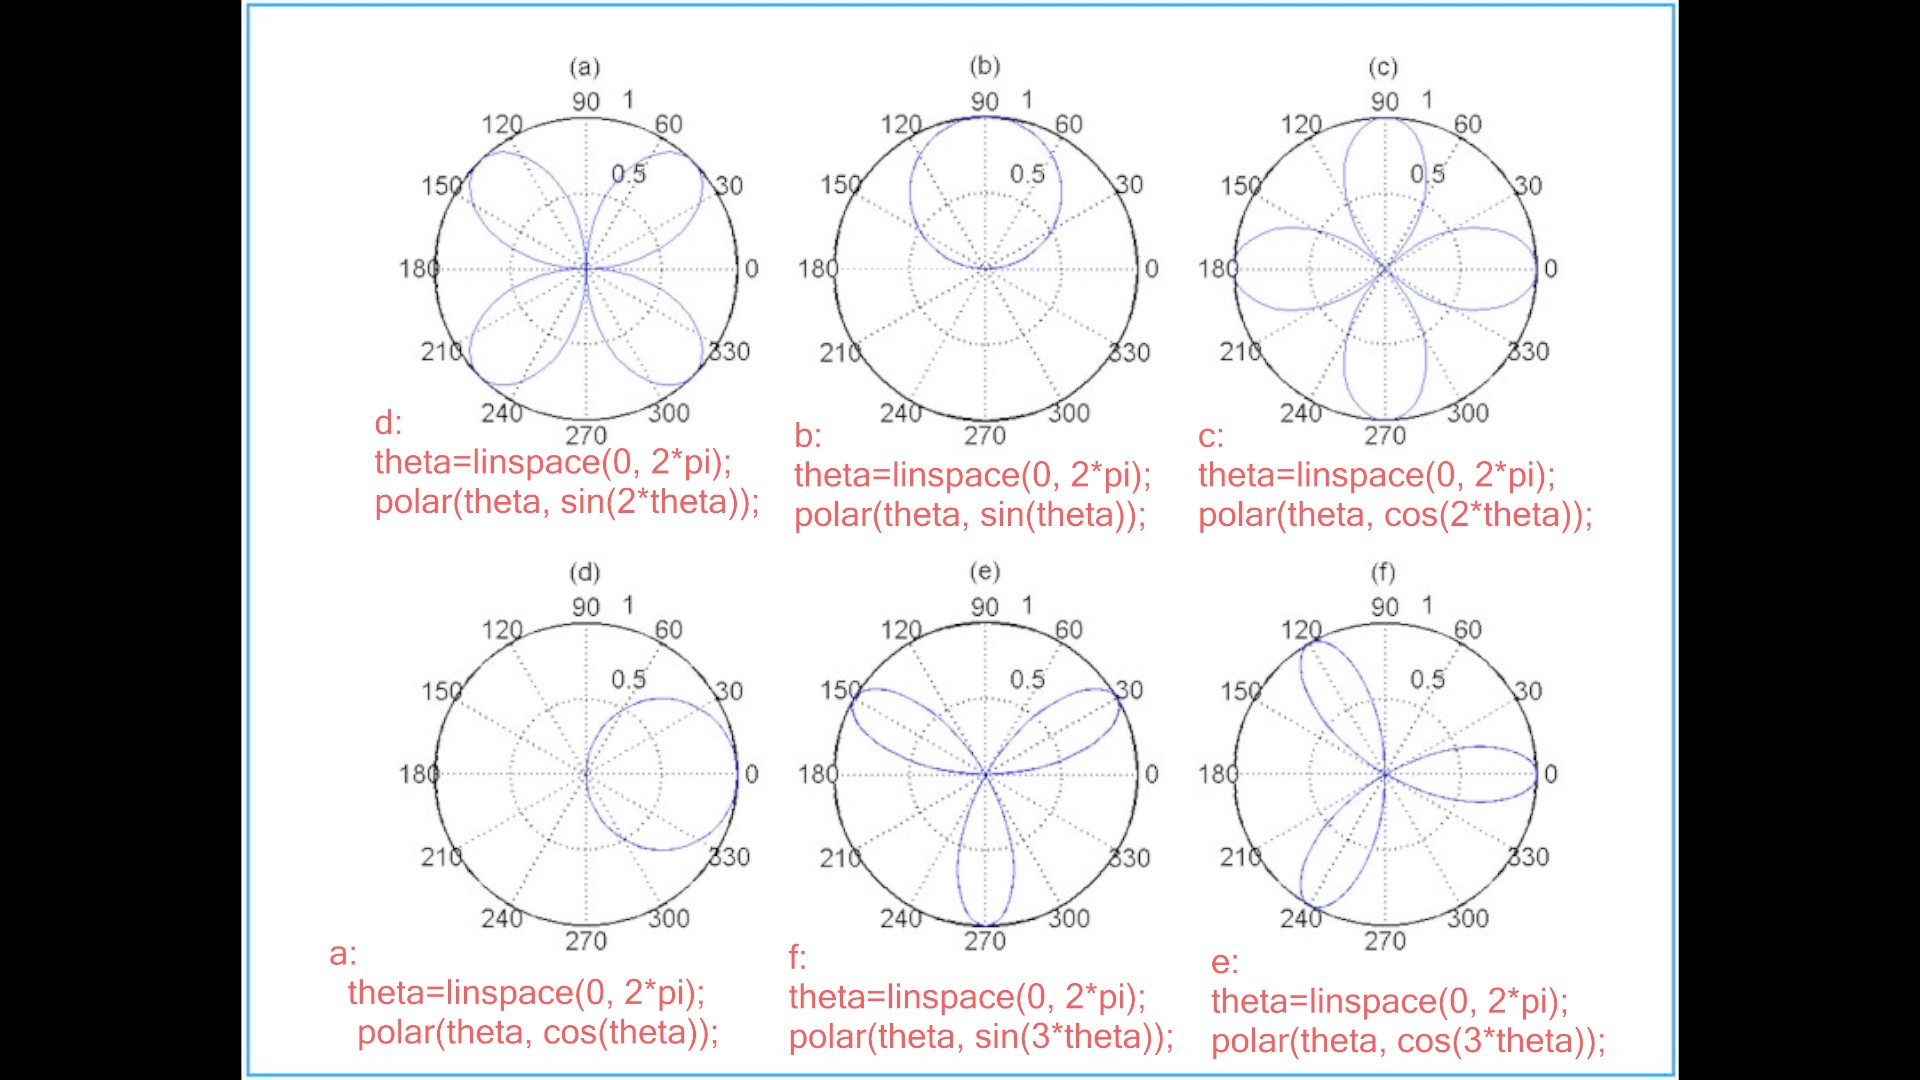 (a)
90 1
120 60
0.5
150 30
180 0
210 330
240 300
270
d:
theta=linspace(0, 2*pi);
polar(theta, sin(2*theta));
(b)
90 1
120 60
0.5
150 30
180 0
210 330
240 300
270
b:
theta=linspace(0, 2*pi);
polar(theta, sin(theta));
(c)
90 1
120 60
0.5
150 30
180 0
210 330
240 300
270
c:
theta=linspace(0, 2*pi);
polar(theta, cos(2*theta));
(d)
90 1
120 60
0.5
150 30
180 0
210 330
240 300
270
a:
theta=linspace(0, 2*pi);
polar(theta, cos(theta));
(e)
90 1
120 60
0.5
150 30
180 0
210 330
240 300
270
f:
theta=linspace(0, 2*pi);
polar(theta, sin(3*theta));
(f)
90 1
120 60
0.5
150 30
180 0
210 330
240 300
270
e:
theta=linspace(0, 2*pi);
polar(theta, cos(3*theta));